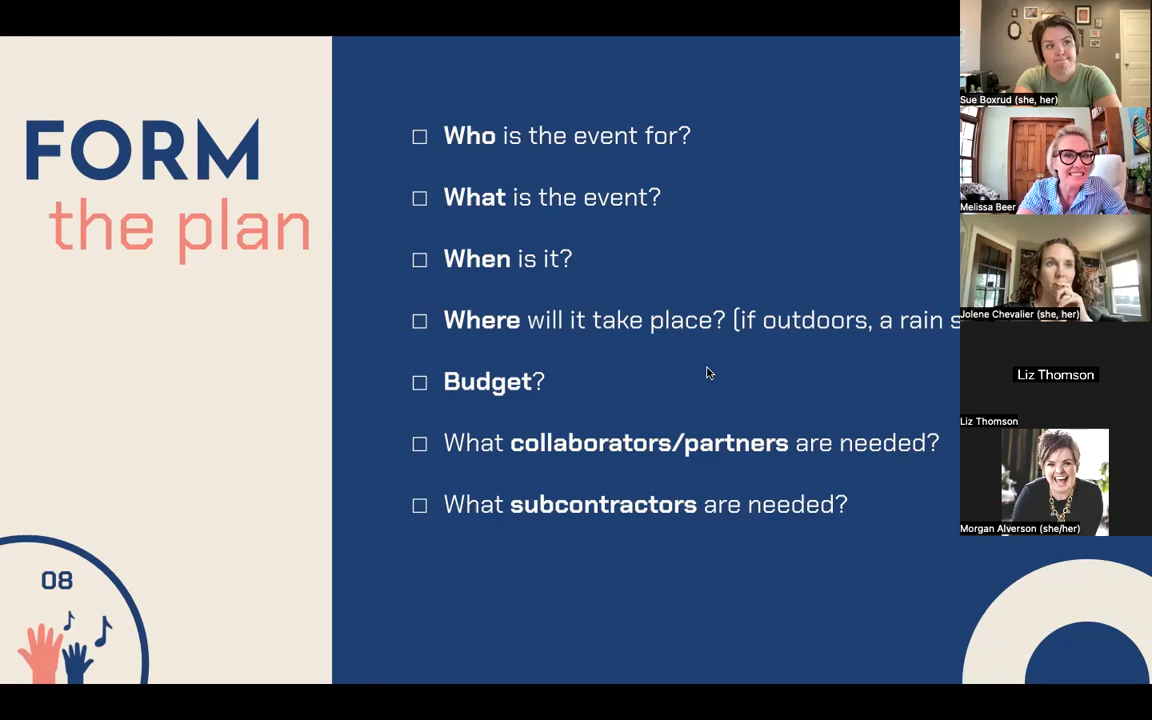 FORM
the plan
☐ Who is the event for?
☐ What is the event?
☐ When is it?
☐ Where will it take place? (if outdoors, a rain s
☐ Budget?
☐ What collaborators/partners are needed?
☐ What subcontractors are needed?
08
Sue Boxrud (she, her)
Melissa Beer
Jolene Chevalier (she, her)
Liz Thomson
Liz Thomson
Morgan Alverson (she/her)